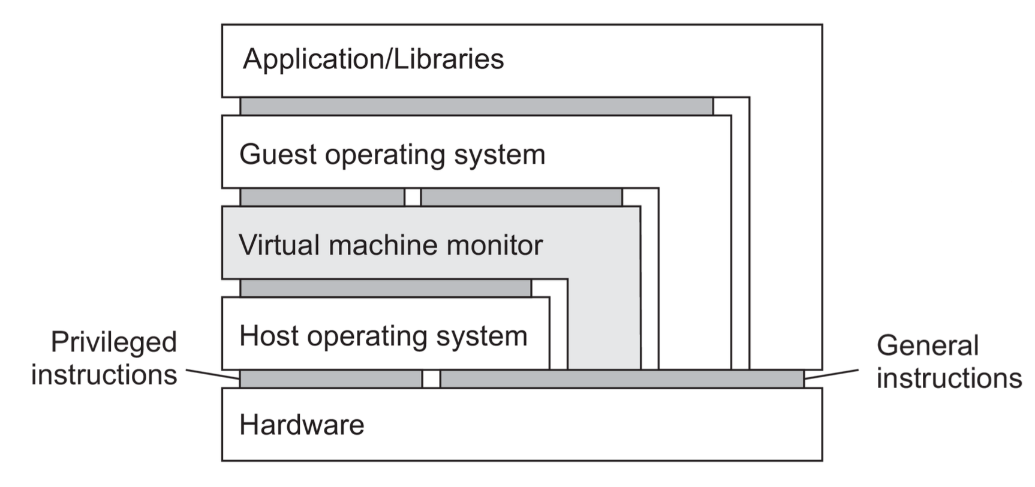 Application/Libraries
Guest operating system
Virtual machine monitor
Host operating system
Privileged
instructions
General
instructions
Hardware